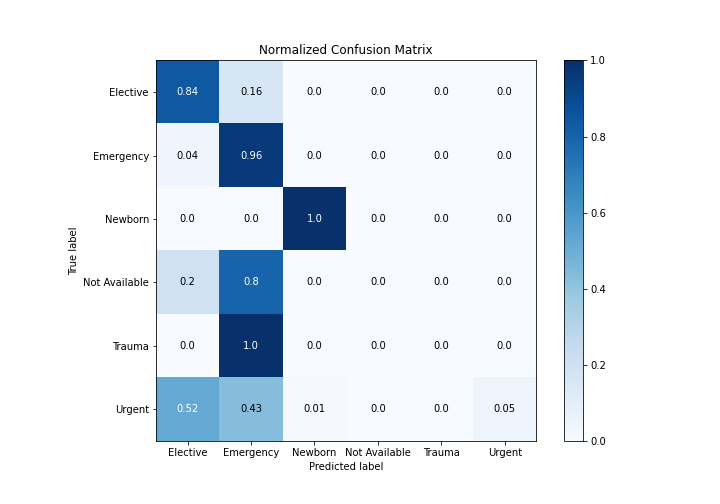 Normalized Confusion Matrix
Elective 0.84 0.16 0.0 0.0 0.0 0.0
Emergency 0.04 0.96 0.0 0.0 0.0 0.0
Newborn 0.0 0.0 1.0 0.0 0.0 0.0
Not Available 0.2 0.8 0.0 0.0 0.0 0.0
Trauma 0.0 1.0 0.0 0.0 0.0 0.0
Urgent 0.52 0.43 0.01 0.0 0.0 0.05
Elective Emergency Newborn Not Available Trauma Urgent
Predicted label
True label
1.0
0.8
0.6
0.4
0.2
0.0